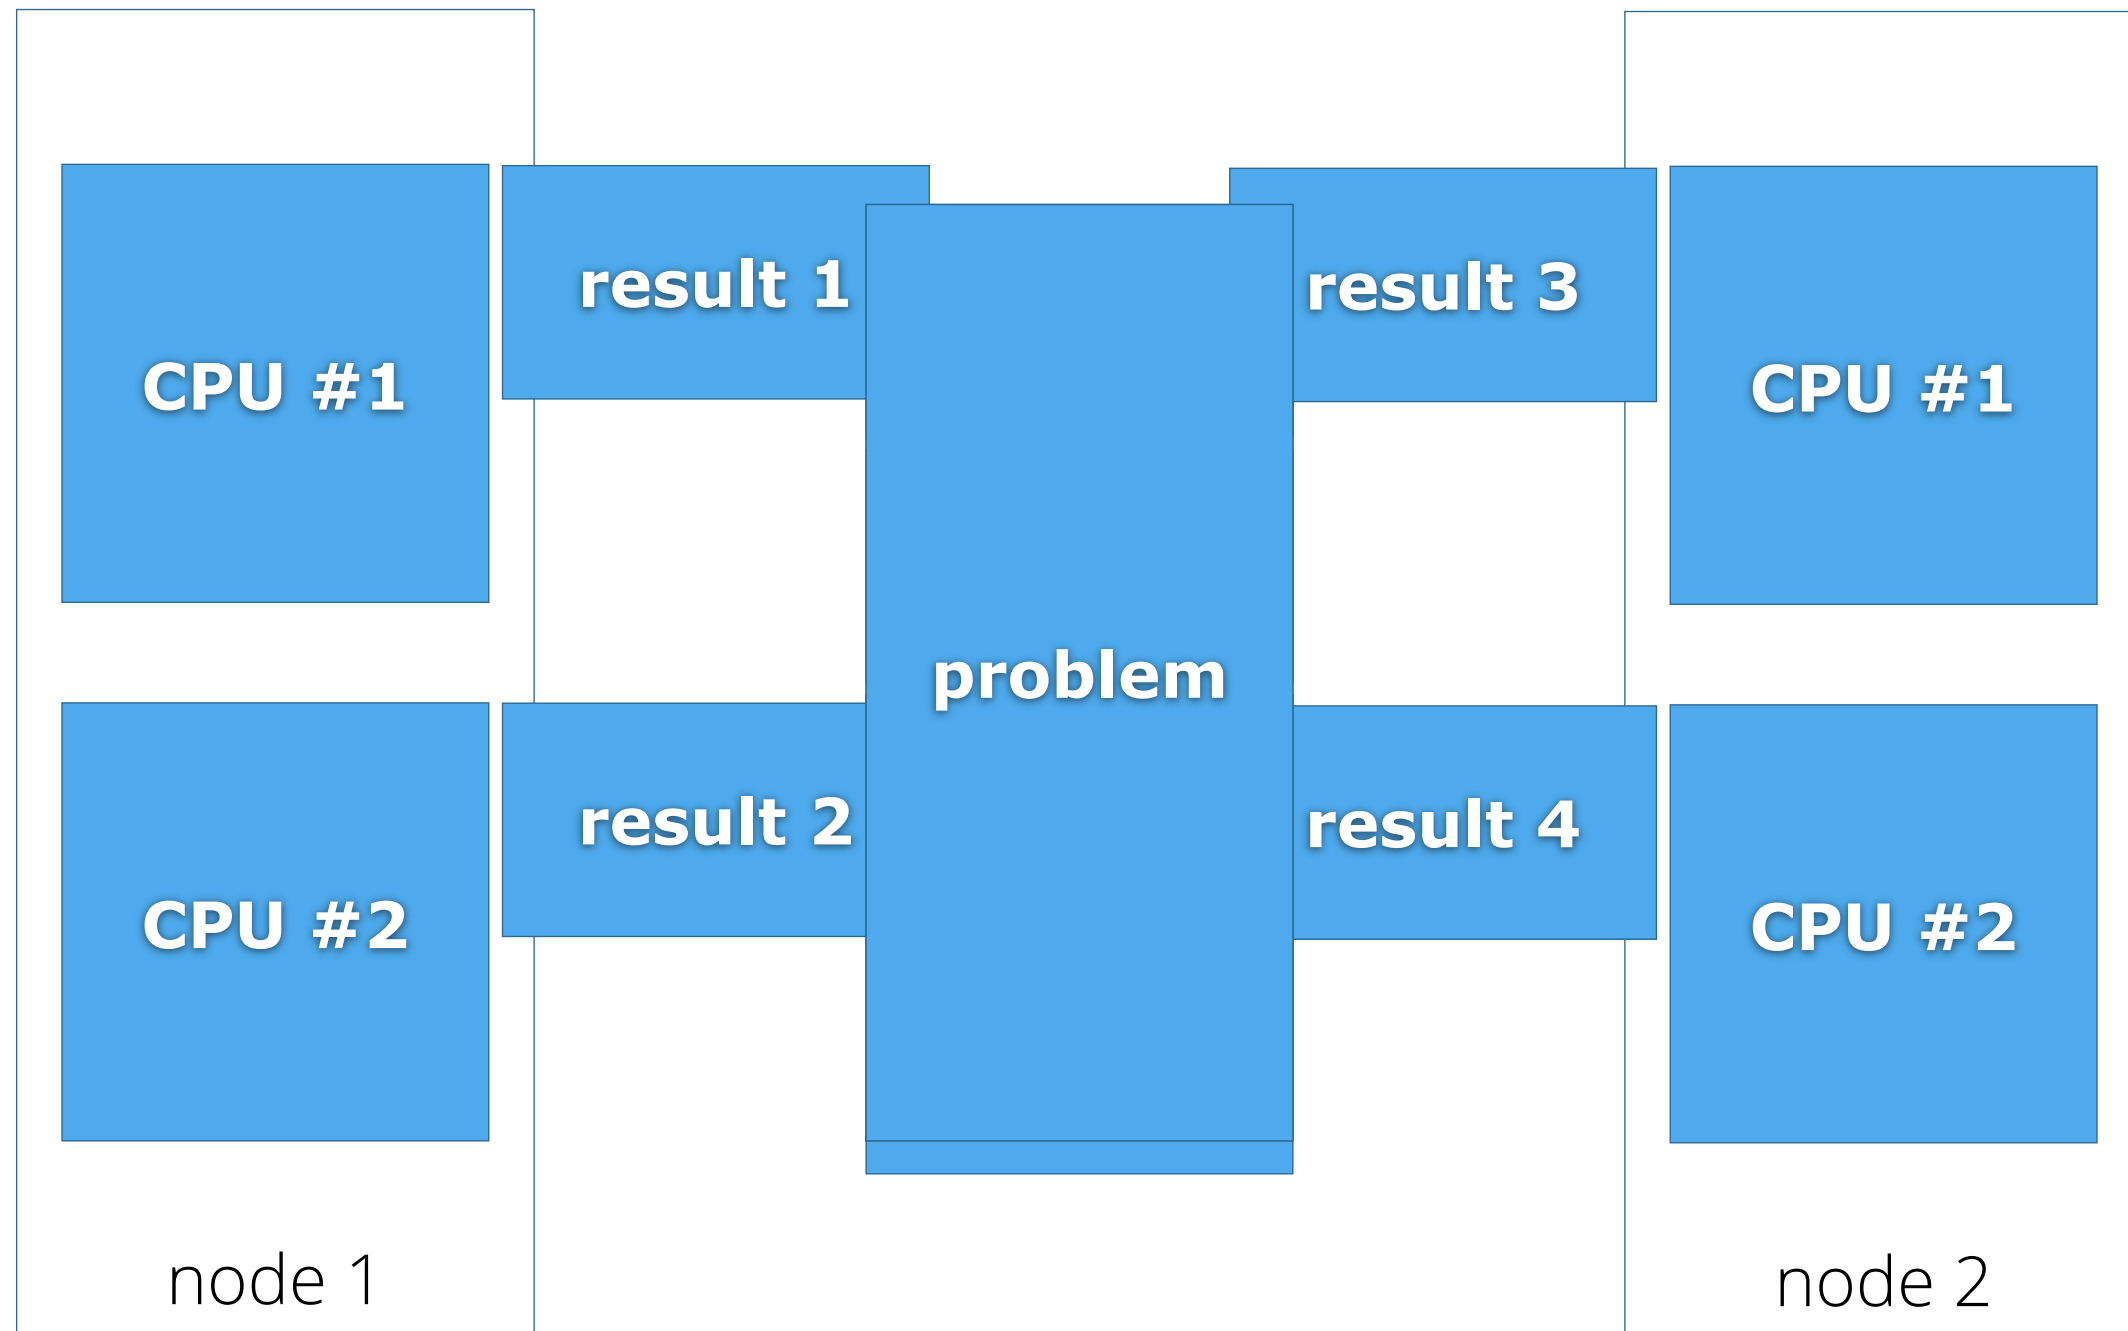 result 1
result 3
CPU #1
CPU #1
problem
result 2
result 4
CPU #2
CPU #2
node 1
node 2